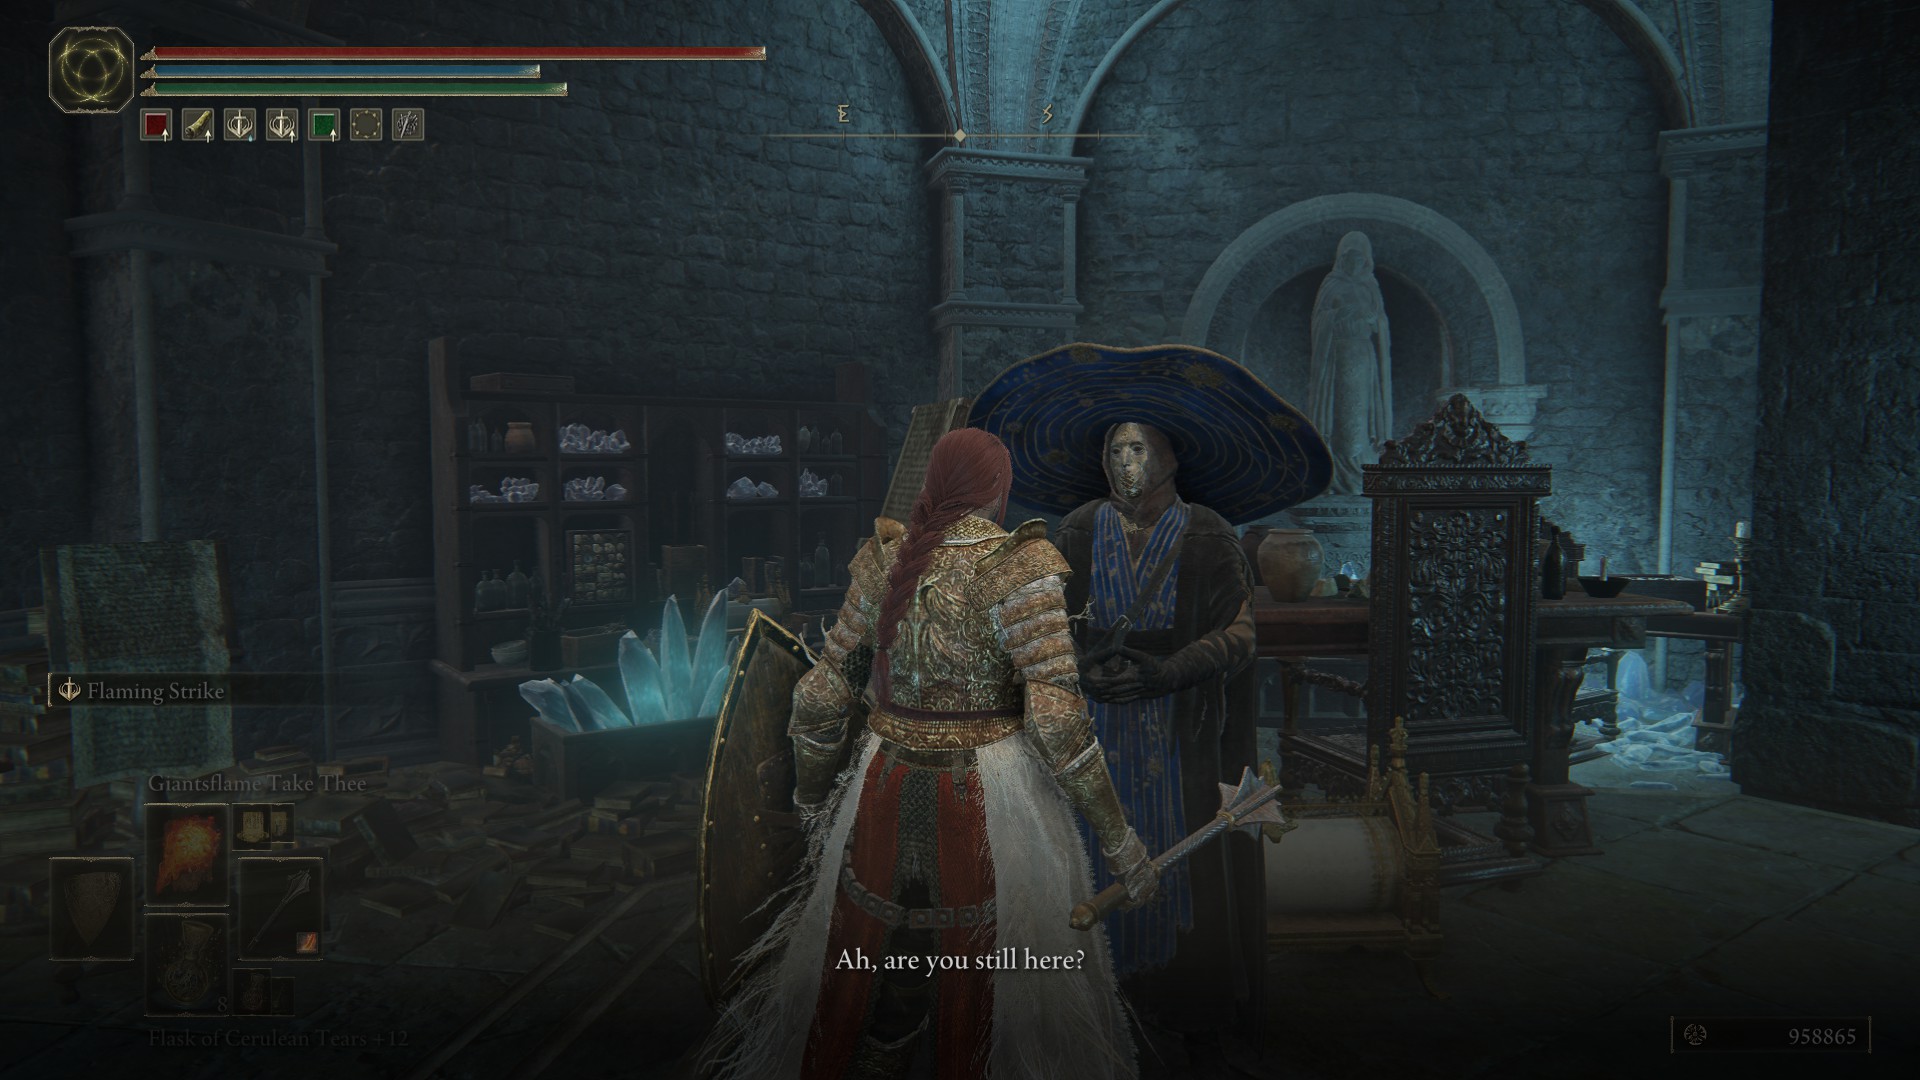 E
S
Flaming Strike
Giantsflame Take Thee
8
Flask of Cerulean Tears +12
Ah, are you still here?
958865